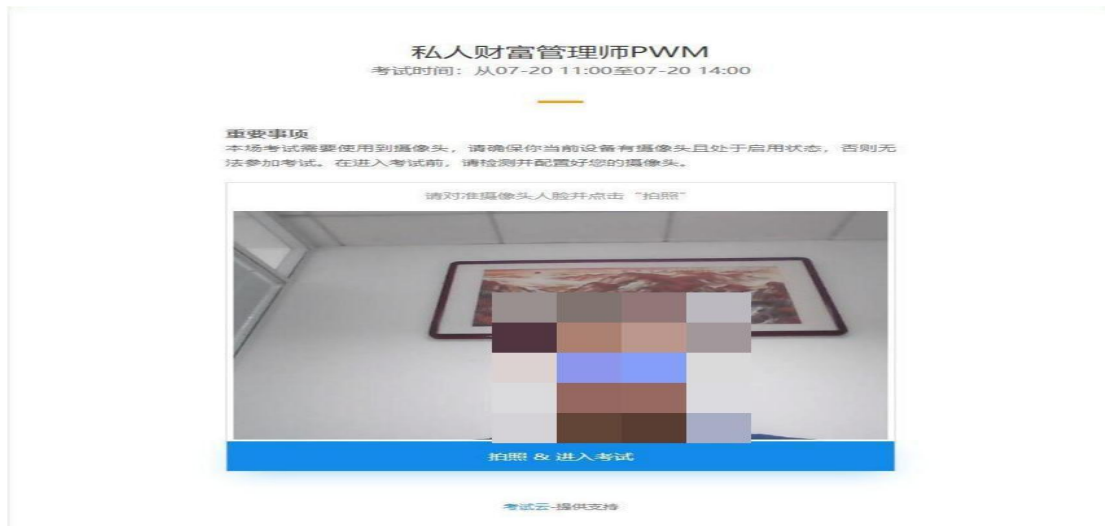 私人财富管理师PWM
考试时间：从07-20 11:00至07-20 14:00
重要事项
本场考试需要使用到摄像头，请确保你当前设备有摄像头且处于启用状态，否则无
法参加考试。在进入考试前，请检测并配置好您的摄像头。
请对准摄像头人脸并点击“拍照”
拍照 & 进入考试
考试云-提供支持